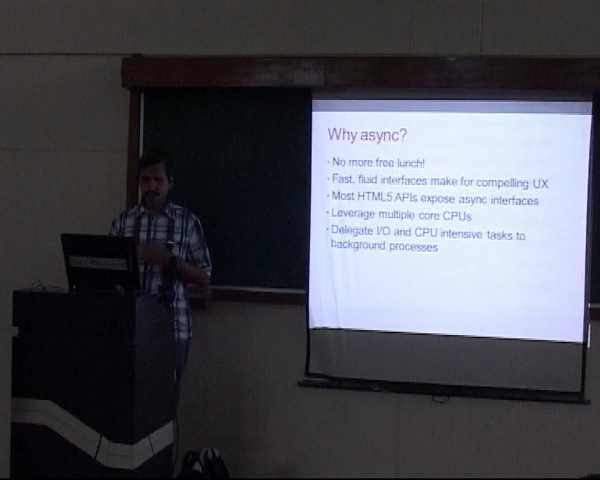 Why async?
· No more free lunch!
· Fast, fluid interfaces make for compelling UX
· Most HTML5 APIs expose async interfaces
· Leverage multiple core CPUs
· Delegate I/O and CPU intensive tasks to
background processes